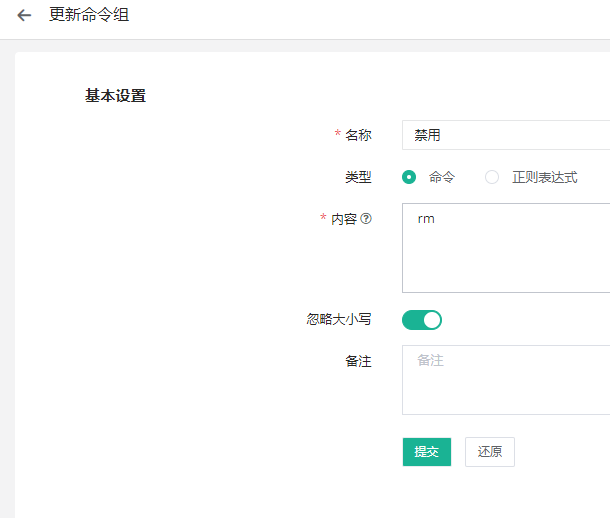 更新命令组
基本设置
* 名称 禁用
类型 命令 正则表达式
* 内容 rm
忽略大小写
备注 备注
提交 还原